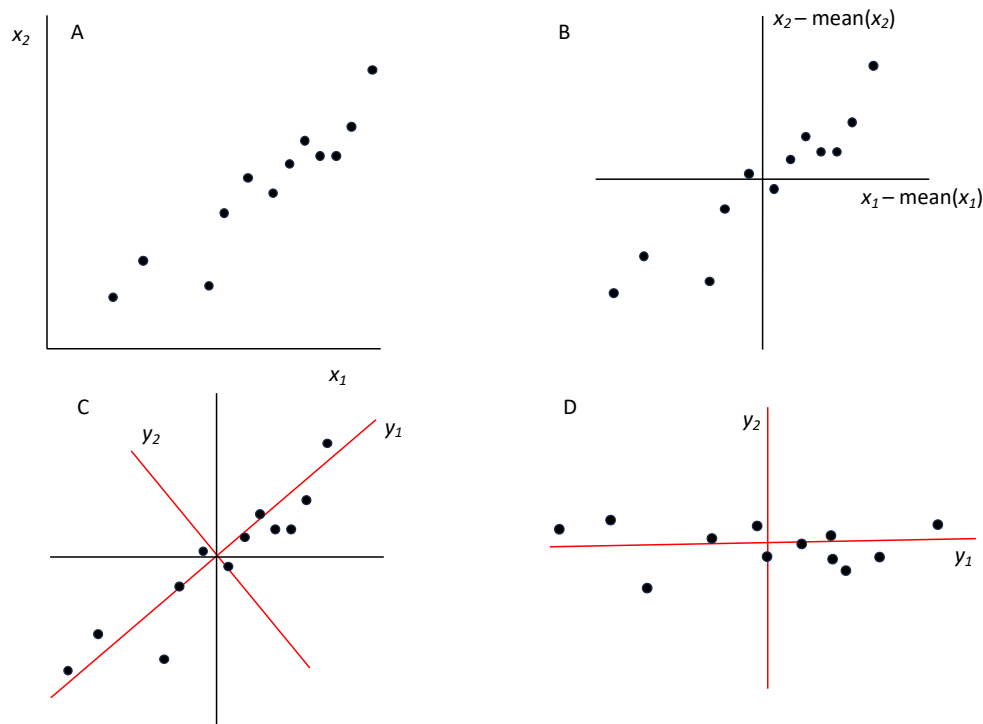 A
x₂
x₁
B
x₂ – mean(x₂)
x₁ – mean(x₁)
C
y₂
y₁
D
y₂
y₁